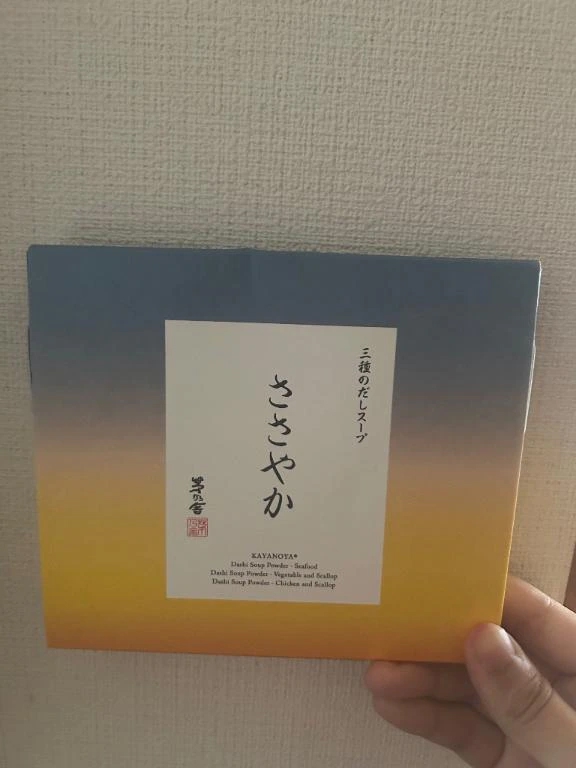 三種のだしスープ
ささやか
茅乃舎
KAYANOYA®
Dashi Soup Powder - Seafood
Dashi Soup Powder - Vegetable and Scallop
Dashi Soup Powder - Chicken and Scallop